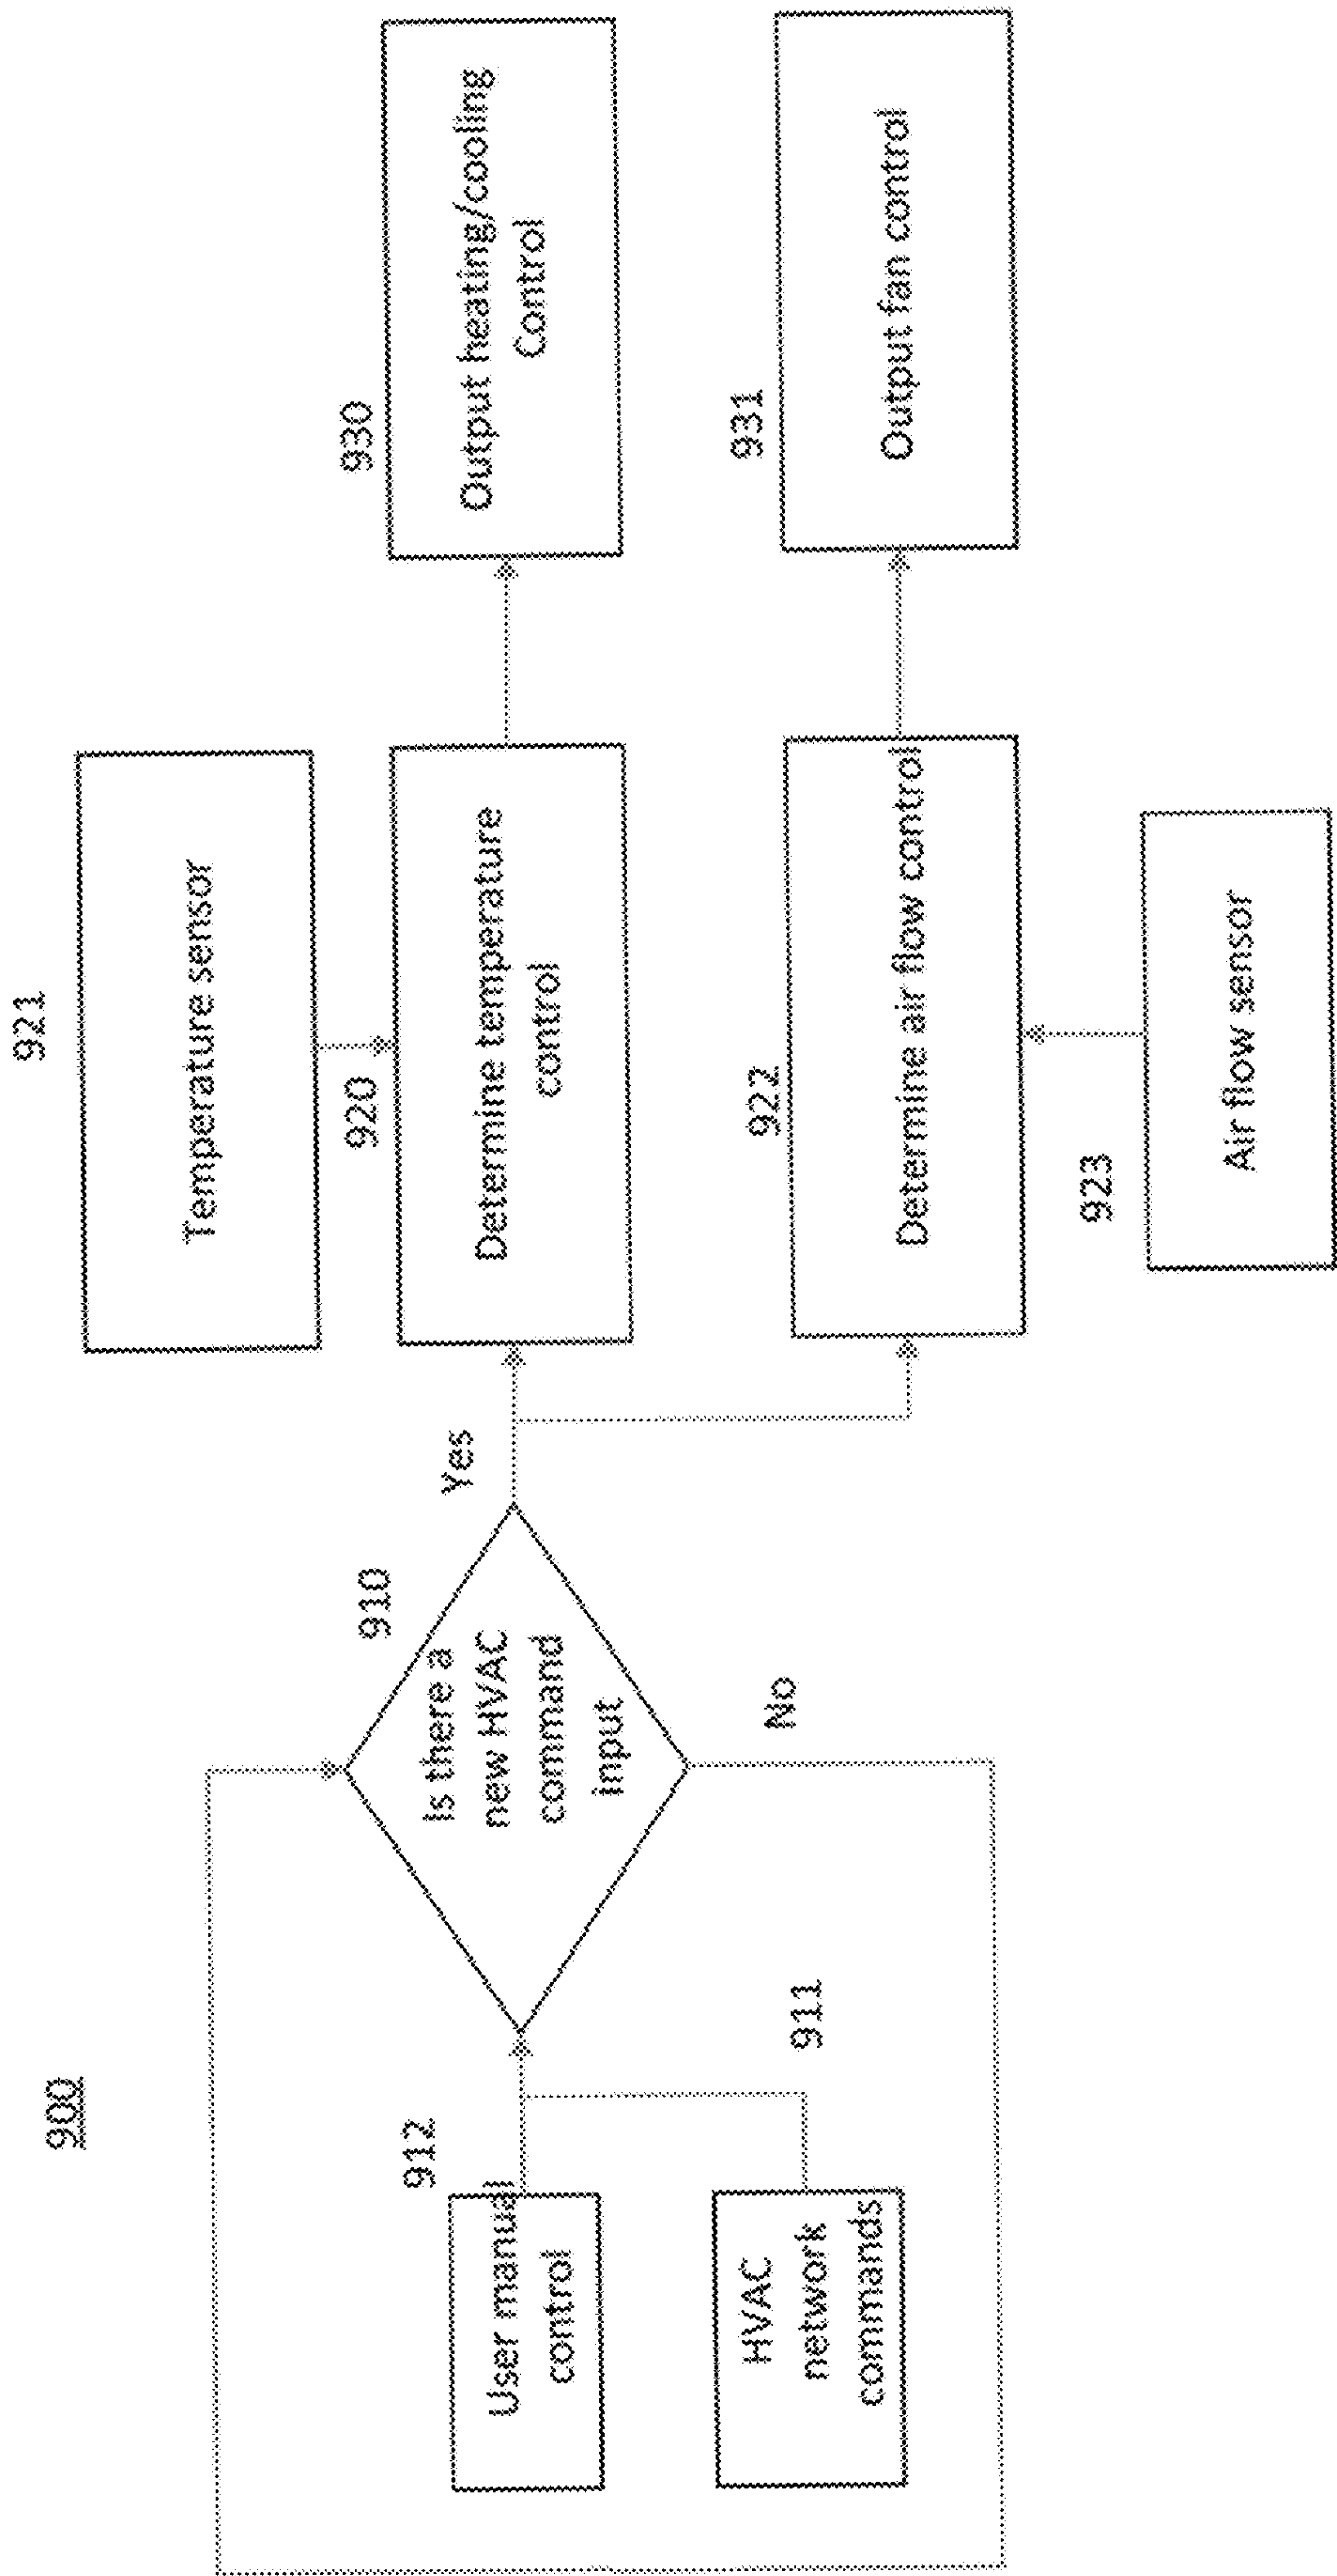 900
912
User manual
control
911
HVAC
network
commands
910
Is there a
new HVAC
command
input
Yes
No
921
Temperature sensor
920
Determine temperature
control
922
Determine air flow control
923
Air flow sensor
930
Output heating/cooling
Control
931
Output fan control